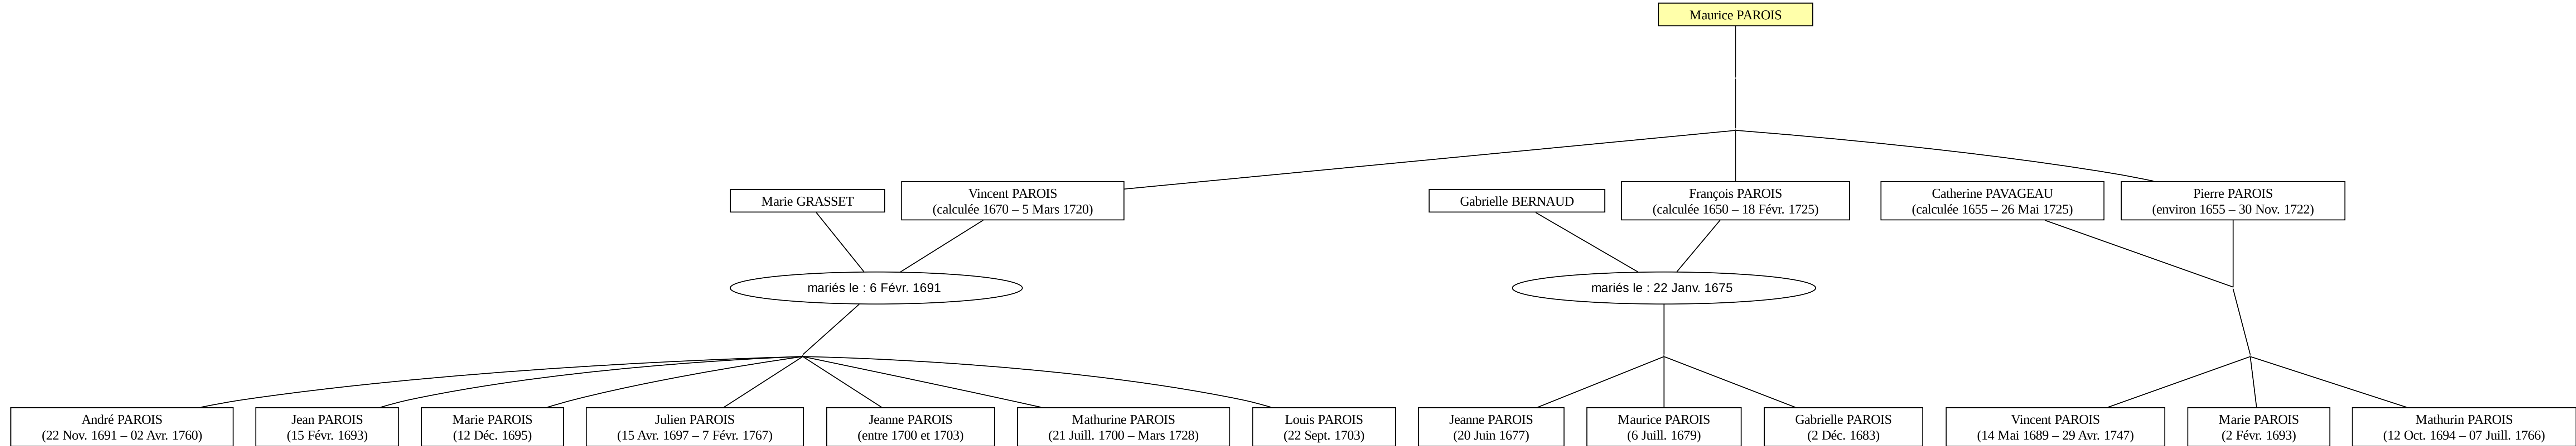 Maurice PAROIS
Marie GRASSET
Vincent PAROIS
(calculée 1670 – 5 Mars 1720)
Gabrielle BERNAUD
François PAROIS
(calculée 1650 – 18 Févr. 1725)
Catherine PAVAGEAU
(calculée 1655 – 26 Mai 1725)
Pierre PAROIS
(environ 1655 – 30 Nov. 1722)
mariés le : 6 Févr. 1691
mariés le : 22 Janv. 1675
André PAROIS
(22 Nov. 1691 – 02 Avr. 1760)
Jean PAROIS
(15 Févr. 1693)
Marie PAROIS
(12 Déc. 1695)
Julien PAROIS
(15 Avr. 1697 – 7 Févr. 1767)
Jeanne PAROIS
(entre 1700 et 1703)
Mathurine PAROIS
(21 Juill. 1700 – Mars 1728)
Louis PAROIS
(22 Sept. 1703)
Jeanne PAROIS
(20 Juin 1677)
Maurice PAROIS
(6 Juill. 1679)
Gabrielle PAROIS
(2 Déc. 1683)
Vincent PAROIS
(14 Mai 1689 – 29 Avr. 1747)
Marie PAROIS
(2 Févr. 1693)
Mathurin PAROIS
(12 Oct. 1694 – 07 Juill. 1766)